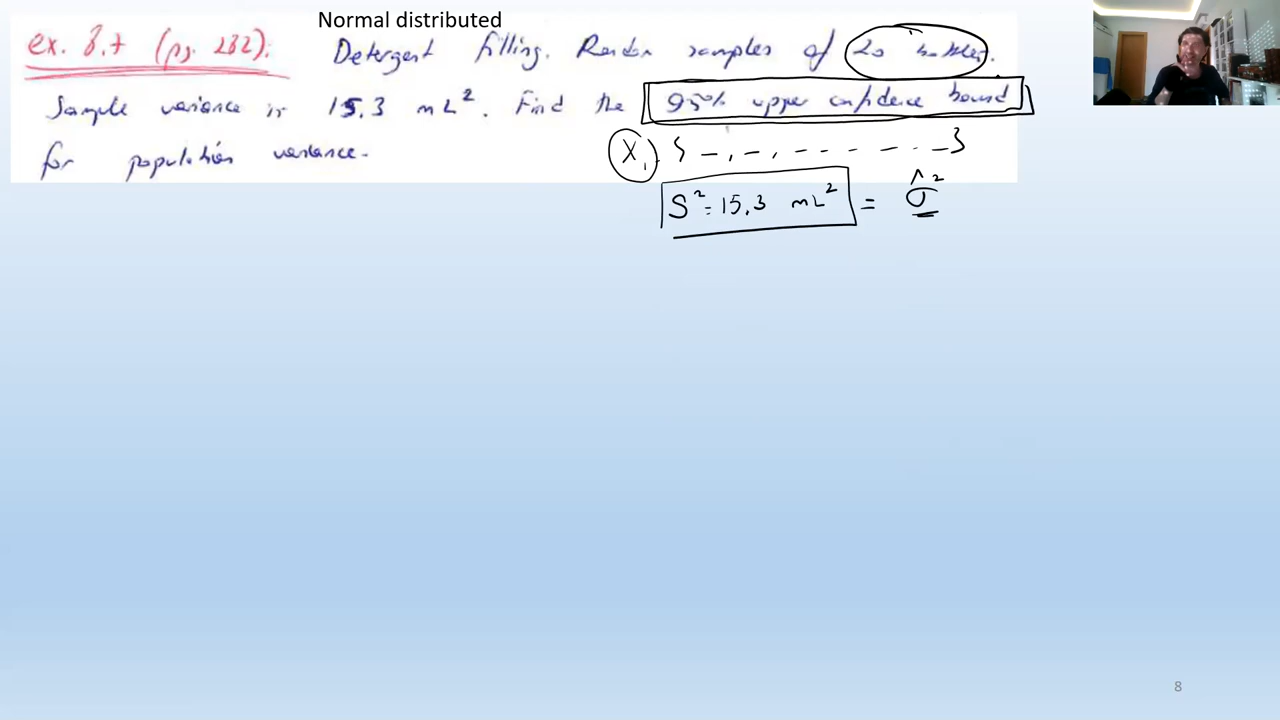 Normal distributed
ex. 8.7 (pg. 282). Detergent filling. Random samples of 20 bottles.
Sample variance is 15.3 mL². Find the 95% upper confidence bound
for population variance.
X₁ { - . - , - - - - - - }
S² = 15.3 mL² = σ̂²
8